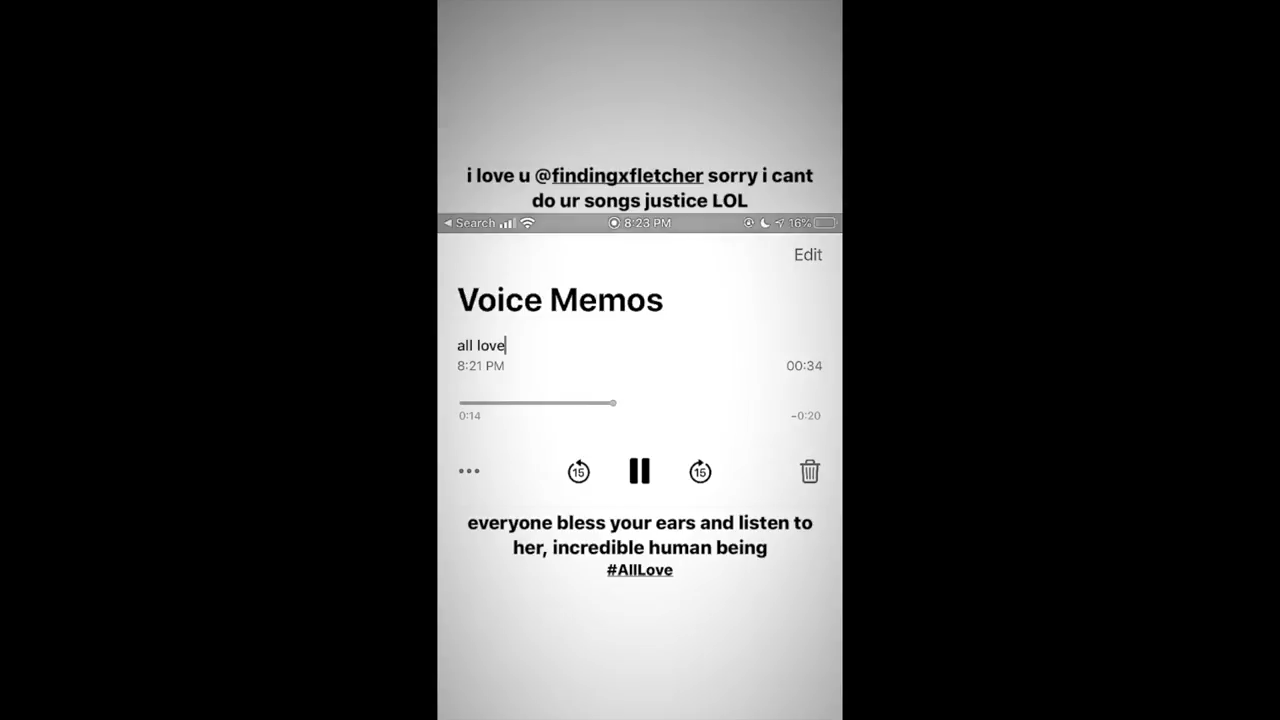 i love u @findingxfletcher sorry i cant
do ur songs justice LOL
Search 8:23 PM 16%
Edit
Voice Memos
all love
8:21 PM 00:34
0:14 -0:20
15 15
everyone bless your ears and listen to
her, incredible human being
#AllLove